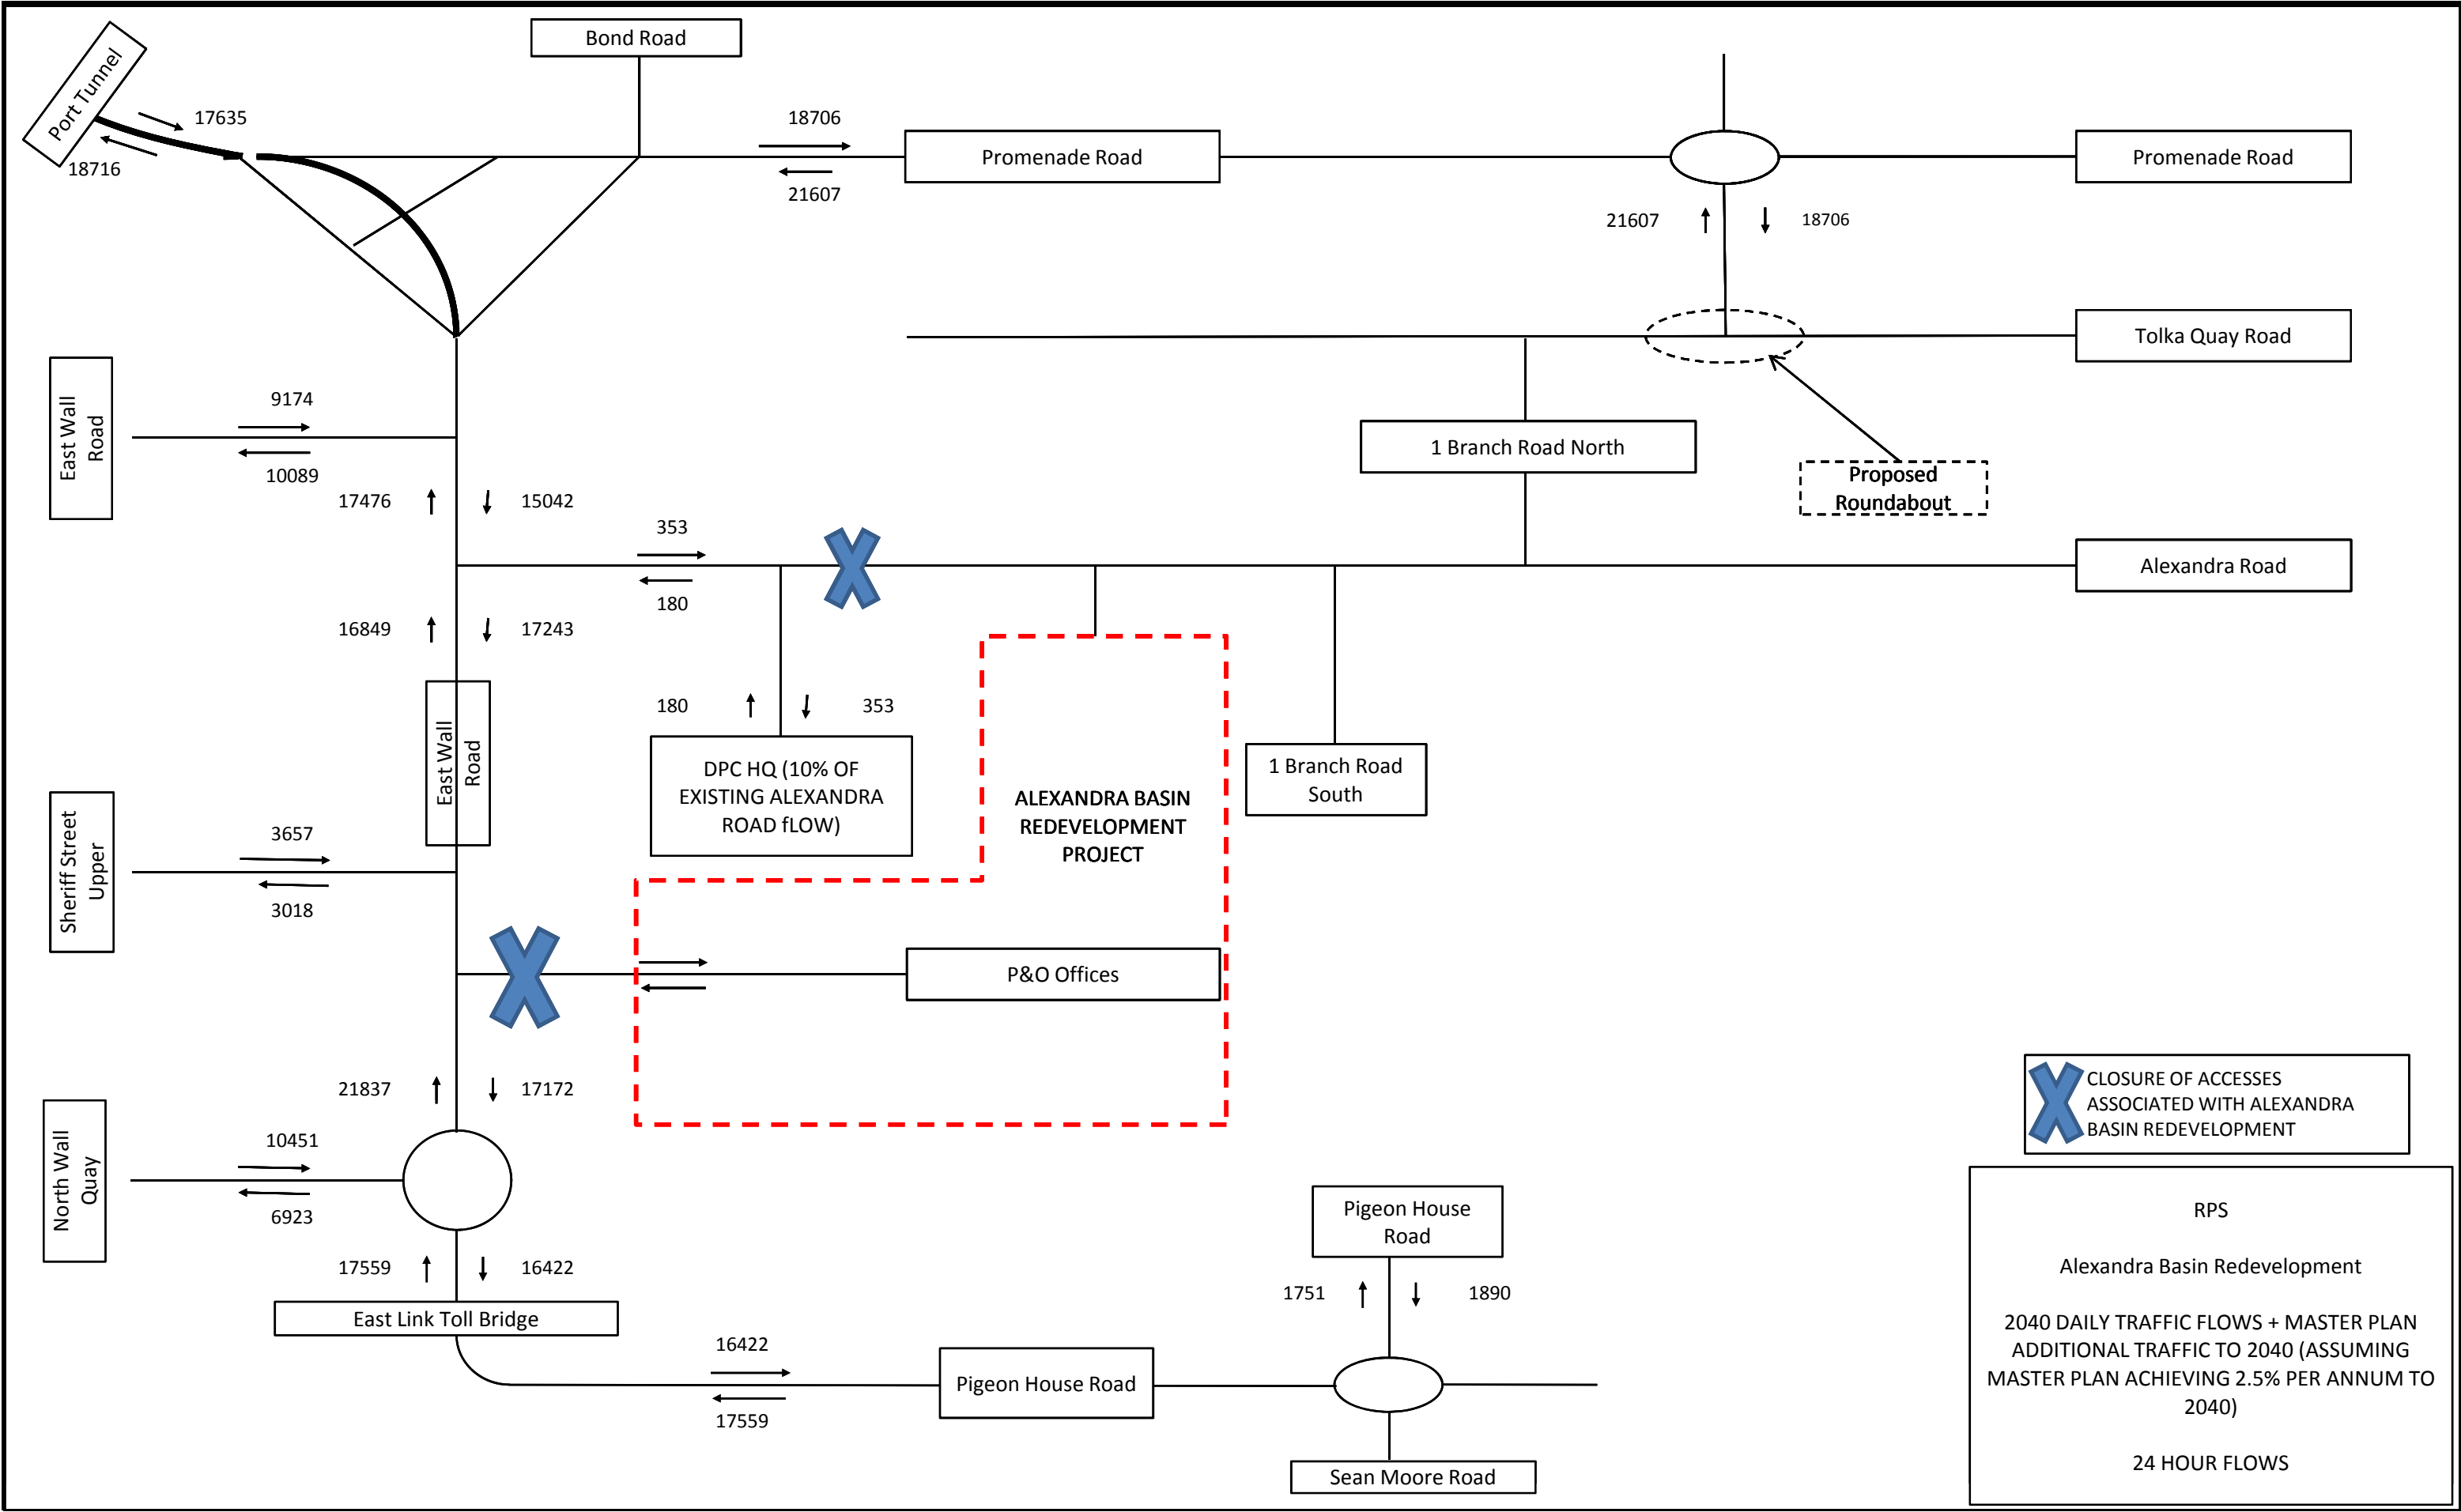 Bond Road
Port Tunnel
17635
18716
18706
21607
Promenade Road
Promenade Road
21607
18706
Tolka Quay Road
East Wall
Road
9174
10089
17476
15042
1 Branch Road North
Proposed
Roundabout
353
180
Alexandra Road
16849
17243
180
353
East Wall
Road
DPC HQ (10% OF
EXISTING ALEXANDRA
ROAD fLOW)
ALEXANDRA BASIN
REDEVELOPMENT
PROJECT
1 Branch Road
South
Sheriff Street
Upper
3657
3018
P&O Offices
21837
17172
North Wall
Quay
10451
6923
17559
16422
East Link Toll Bridge
16422
17559
Pigeon House Road
Pigeon House
Road
1751
1890
Sean Moore Road
CLOSURE OF ACCESSES
ASSOCIATED WITH ALEXANDRA
BASIN REDEVELOPMENT
RPS
Alexandra Basin Redevelopment
2040 DAILY TRAFFIC FLOWS + MASTER PLAN
ADDITIONAL TRAFFIC TO 2040 (ASSUMING
MASTER PLAN ACHIEVING 2.5% PER ANNUM TO
2040)
24 HOUR FLOWS